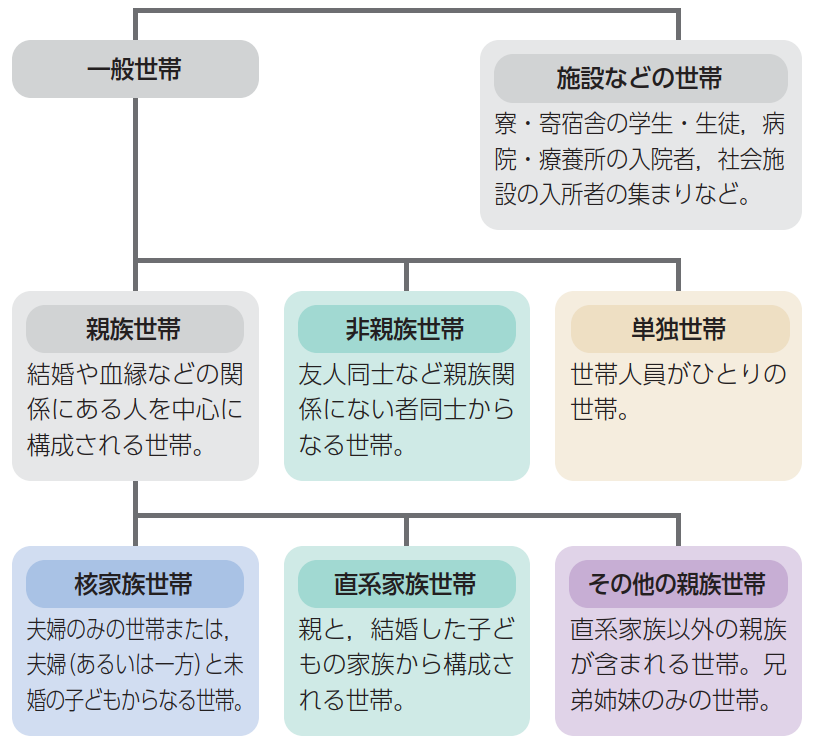 一般世帯
施設などの世帯
寮・寄宿舎の学生・生徒，病
院・療養所の入院者，社会施
設の入所者の集まりなど。
親族世帯
結婚や血縁などの関
係にある人を中心に
構成される世帯。
非親族世帯
友人同士など親族関
係にない者同士から
なる世帯。
単独世帯
世帯人員がひとりの
世帯。
核家族世帯
夫婦のみの世帯または，
夫婦（あるいは一方）と未
婚の子どもからなる世帯。
直系家族世帯
親と，結婚した子ど
もの家族から構成さ
れる世帯。
その他の親族世帯
直系家族以外の親族
が含まれる世帯。兄
弟姉妹のみの世帯。